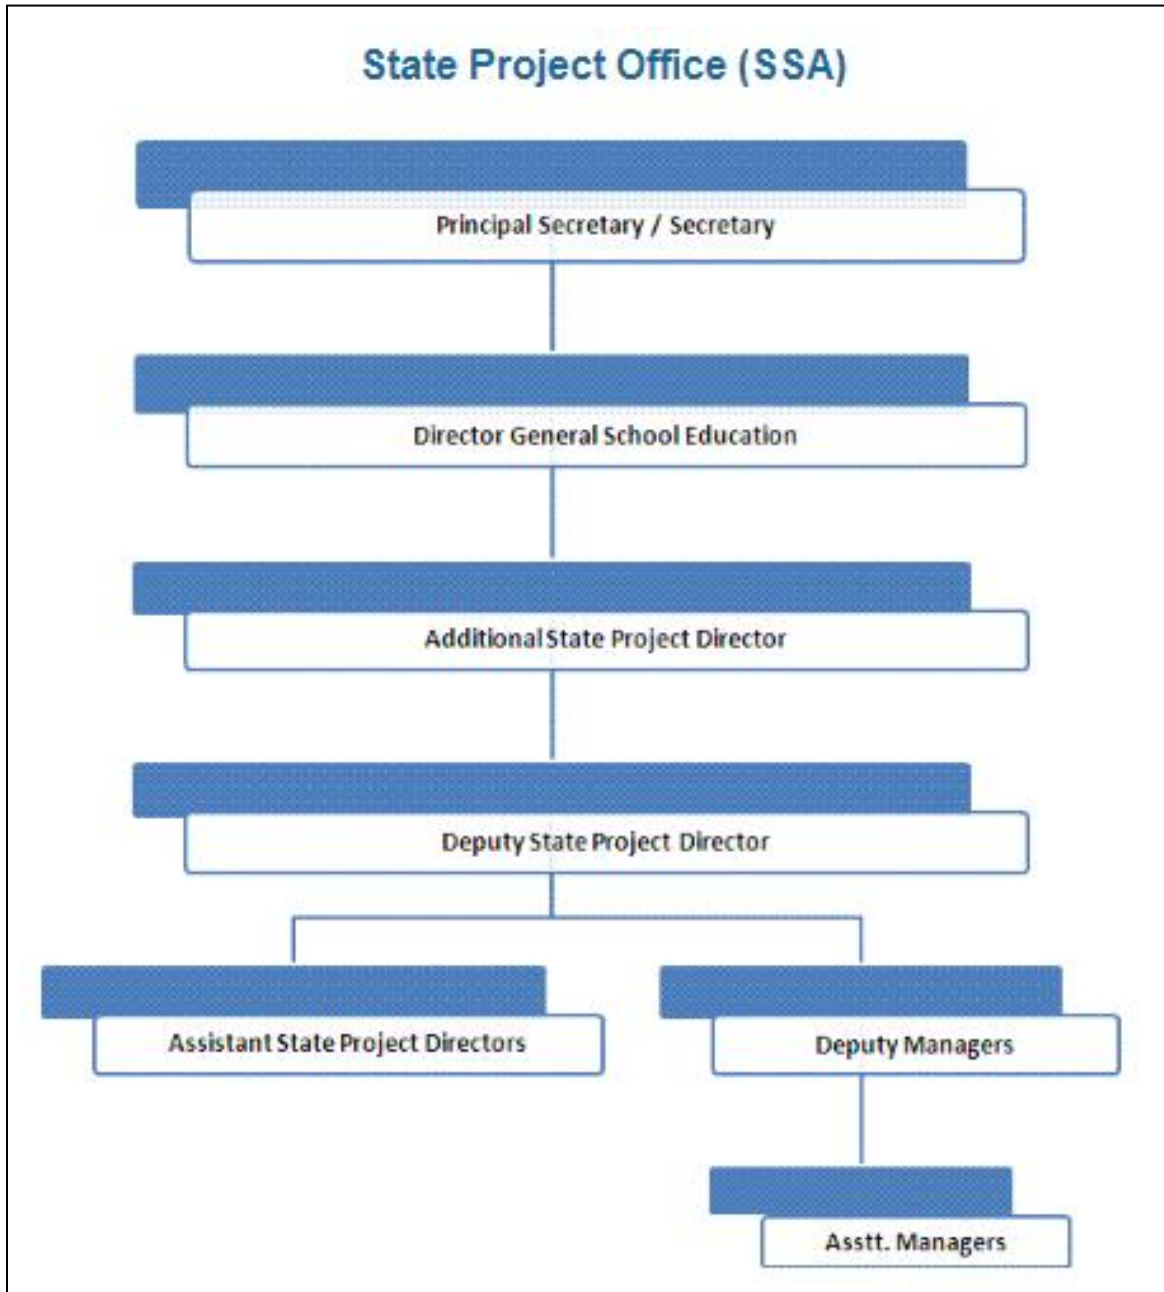 State Project Office (SSA)
Principal Secretary / Secretary
Director General School Education
Additional State Project Director
Deputy State Project Director
Assistant State Project Directors
Deputy Managers
Asstt. Managers